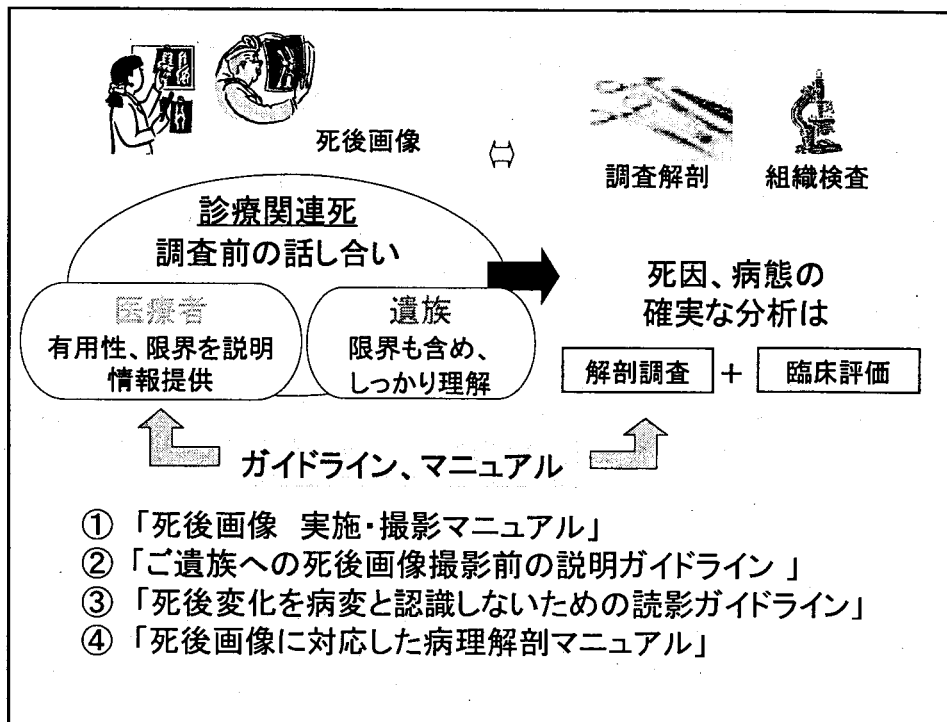 死後画像
⇔
調査解剖
組織検査
診療関連死
調査前の話し合い
医療者
有用性、限界を説明
情報提供
遺族
限界も含め、
しっかり理解
死因、病態の
確実な分析は
解剖調査 + 臨床評価
ガイドライン、マニュアル
① 「死後画像 実施・撮影マニュアル」
② 「ご遺族への死後画像撮影前の説明ガイドライン 」
③ 「死後変化を病変と認識しないための読影ガイドライン」
④ 「死後画像に対応した病理解剖マニュアル」